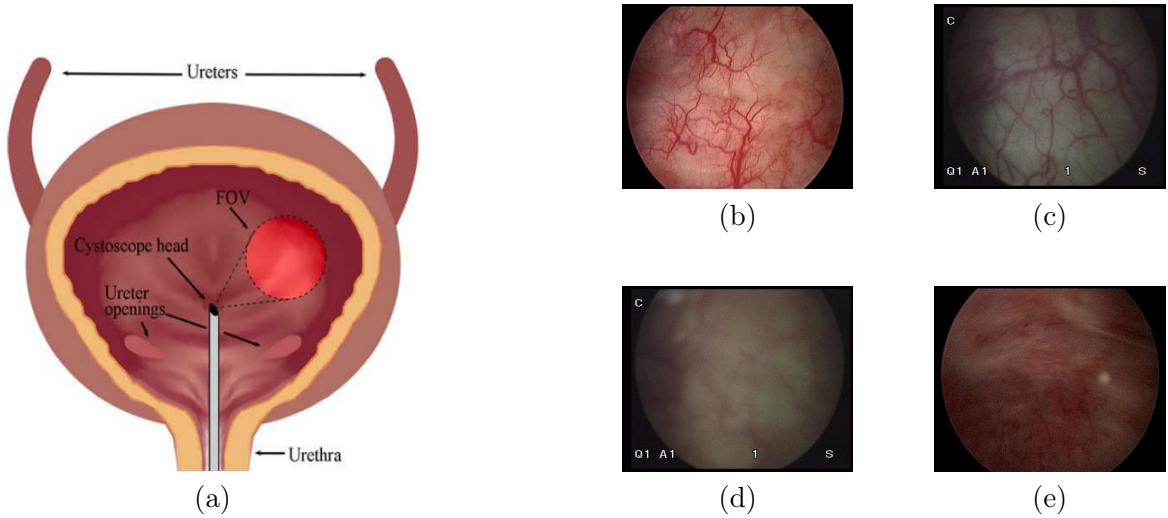 Ureters
FOV
Cystoscope head
Ureter
openings
Urethra
(a)
(b)
C
Q1 A1 1 S
(c)
C
Q1 A1 1 S
(d)
(e)